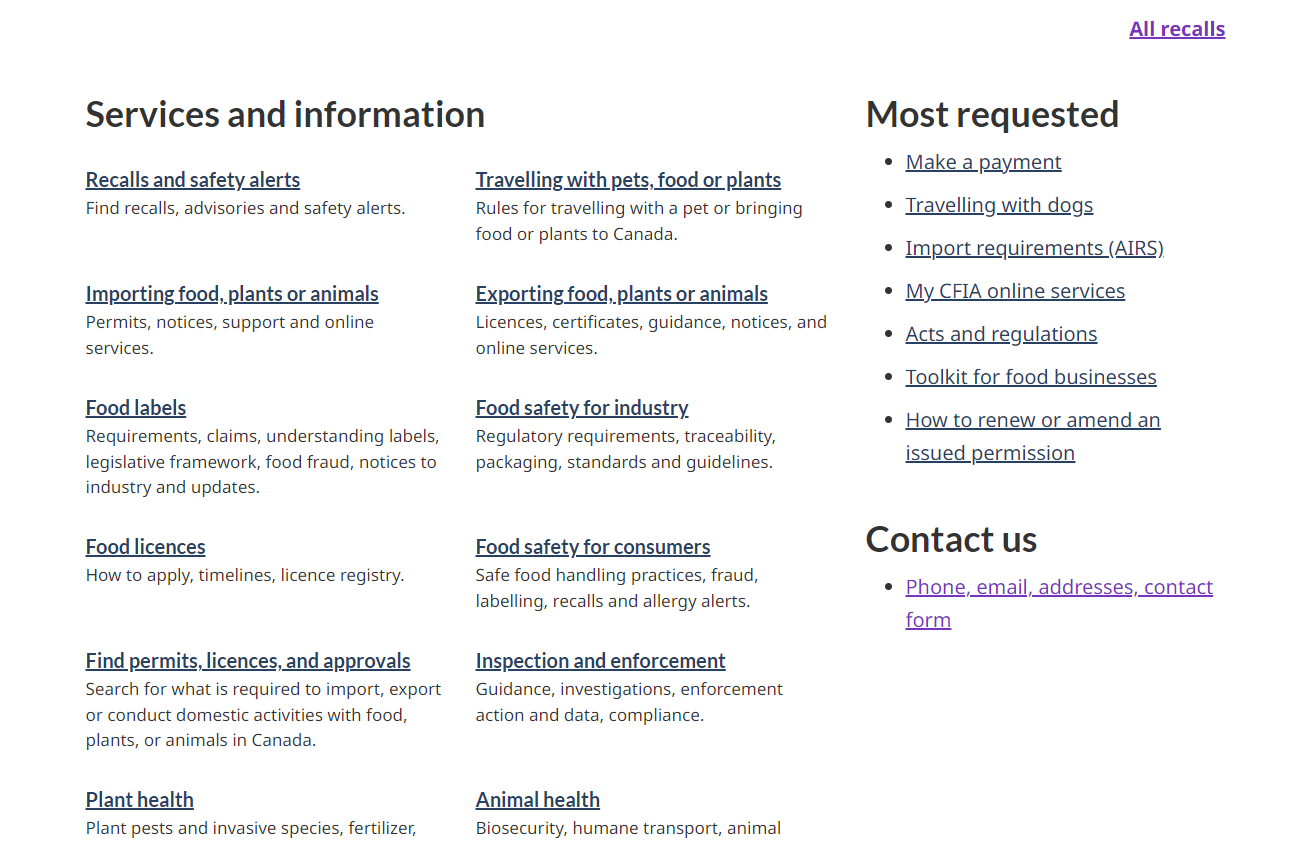 All recalls
Services and information
Recalls and safety alerts
Find recalls, advisories and safety alerts.
Travelling with pets, food or plants
Rules for travelling with a pet or bringing
food or plants to Canada.
Importing food, plants or animals
Permits, notices, support and online
services.
Exporting food, plants or animals
Licences, certificates, guidance, notices, and
online services.
Food labels
Requirements, claims, understanding labels,
legislative framework, food fraud, notices to
industry and updates.
Food safety for industry
Regulatory requirements, traceability,
packaging, standards and guidelines.
Food licences
How to apply, timelines, licence registry.
Food safety for consumers
Safe food handling practices, fraud,
labelling, recalls and allergy alerts.
Find permits, licences, and approvals
Search for what is required to import, export
or conduct domestic activities with food,
plants, or animals in Canada.
Inspection and enforcement
Guidance, investigations, enforcement
action and data, compliance.
Plant health
Plant pests and invasive species, fertilizer,
Animal health
Biosecurity, humane transport, animal
Most requested
Make a payment
Travelling with dogs
Import requirements (AIRS)
My CFIA online services
Acts and regulations
Toolkit for food businesses
How to renew or amend an
issued permission
Contact us
Phone, email, addresses, contact
form